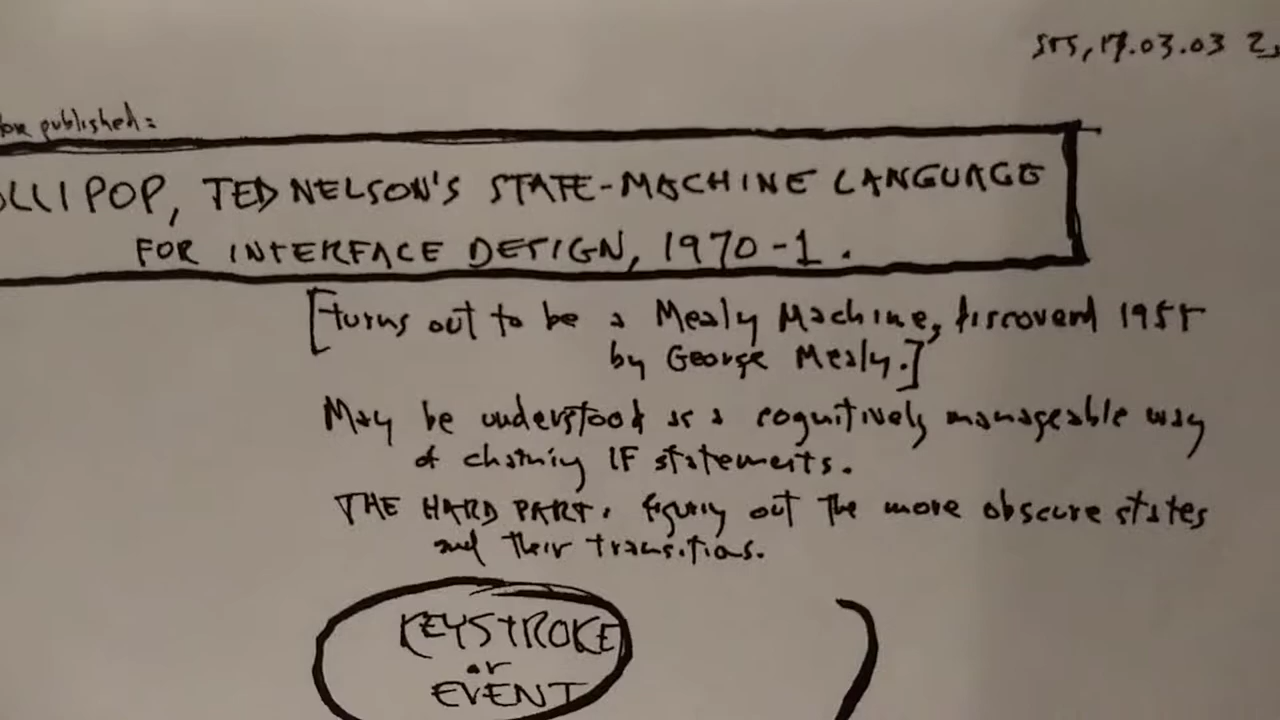 STS, 17.03.03
published:
OLLIPOP, TED NELSON'S STATE-MACHINE LANGUAGE
FOR INTERFACE DESIGN, 1970-1.
[turns out to be a Mealy Machine, discovered 1955
by George Mealy.]
May be understood as a cognitively manageable way
of chaining IF statements.
THE HARD PART: figuring out the more obscure states
and their transitions.
KEYSTROKE
or
EVENT